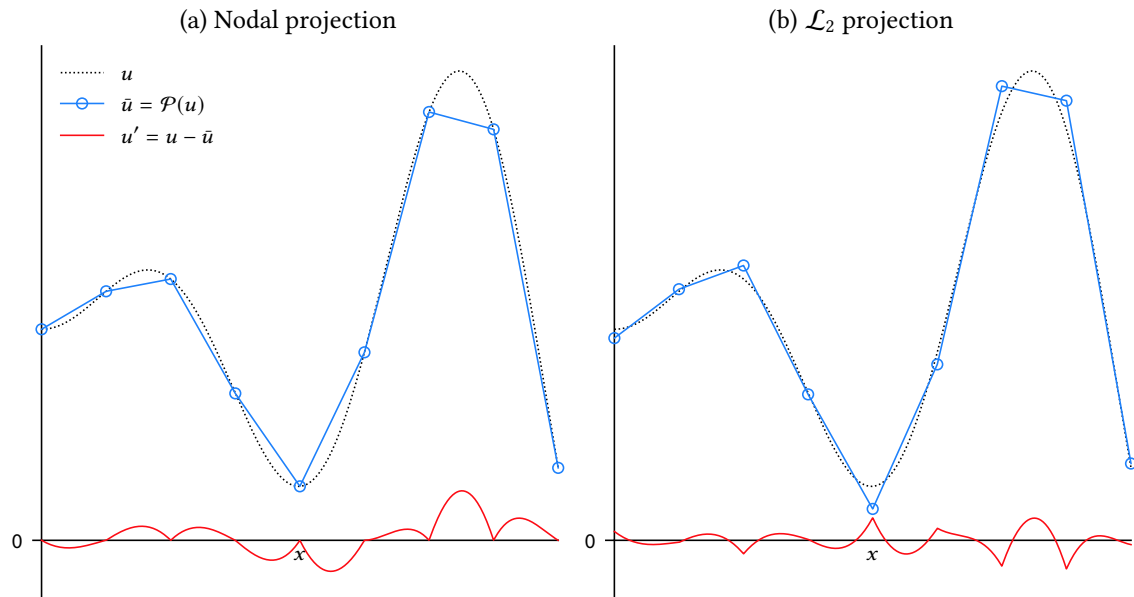 (a) Nodal projection
(b) 𝓛₂ projection
u
ū = 𝒫(u)
u′ = u − ū
0
x
0
x